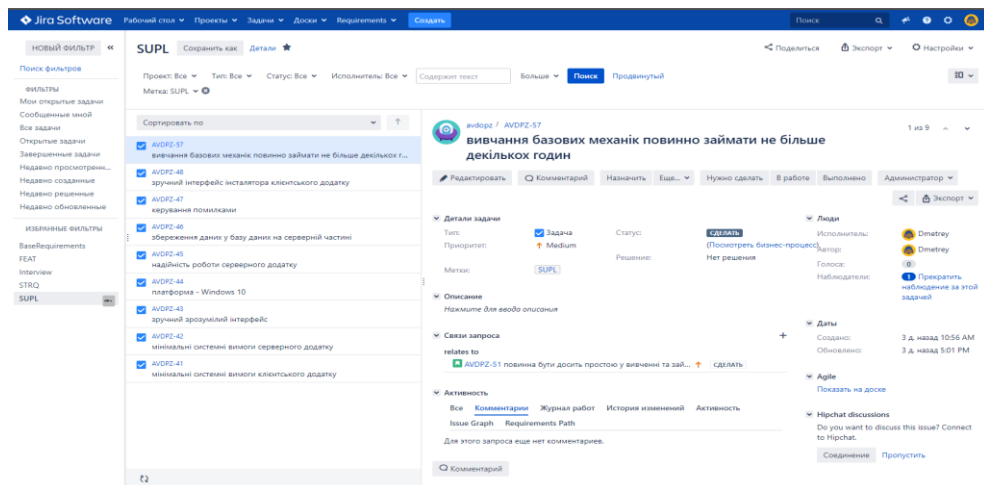 Jira Software Рабочий стол Проекты Задачи Доски Requirements Создать Поиск
НОВЫЙ ФИЛЬТР «
Поиск фильтров
ФИЛЬТРЫ
Мои открытые задачи
Сообщенные мной
Все задачи
Открытые задачи
Завершенные задачи
Недавно просмотренн...
Недавно созданные
Недавно решенные
Недавно обновленные
ИЗБРАННЫЕ ФИЛЬТРЫ
BaseRequirements
FEAT
Interview
STRQ
SUPL
SUPL Сохранить как Детали
Поделиться Экспорт Настройки
Проект: Все Тип: Все Статус: Все Исполнитель: Все Содержит текст Больше Поиск Продвинутый
Метка: SUPL
Сортировать по
AVDPZ-57
вивчання базових механік повинно займати не більше декількох г...
AVDPZ-48
зручний інтерфейс інсталятора клієнтського додатку
AVDPZ-47
керування помилками
AVDPZ-46
збереження даних у базу даних на серверній частині
AVDPZ-45
надійність роботи серверного додатку
AVDPZ-44
платформа - Windows 10
AVDPZ-43
зручний зрозумілий інтерфейс
AVDPZ-42
мінімальні системні вимоги серверного додатку
AVDPZ-41
мінімальні системні вимоги клієнтського додатку
avdopz / AVDPZ-57
1 из 9
вивчання базових механік повинно займати не більше
декількох годин
Редактировать Комментарий Назначить Еще... Нужно сделать В работе Выполнено Администратор
Экспорт
Детали задачи
Тип: Задача Статус: СДЕЛАТЬ
(Посмотреть бизнес-процесс)
Приоритет: Medium
Решение: Нет решения
Метки: SUPL
Описание
Нажмите для ввода описания
Связи запроса
relates to
AVDPZ-51 повинна бути досить простою у вивченні та зай... СДЕЛАТЬ
Активность
Все Комментарии Журнал работ История изменений Активность
Issue Graph Requirements Path
Для этого запроса еще нет комментариев.
Комментарий
Люди
Исполнитель: Dmetrey
Автор: Dmetrey
Голоса: 0
Наблюдатели: 1 Прекратить
наблюдение за этой
задачей
Даты
Создано: 3 д. назад 10:56 AM
Обновлено: 3 д. назад 5:01 PM
Agile
Показать на доске
Hipchat discussions
Do you want to discuss this issue? Connect
to Hipchat.
Соединение Пропустить